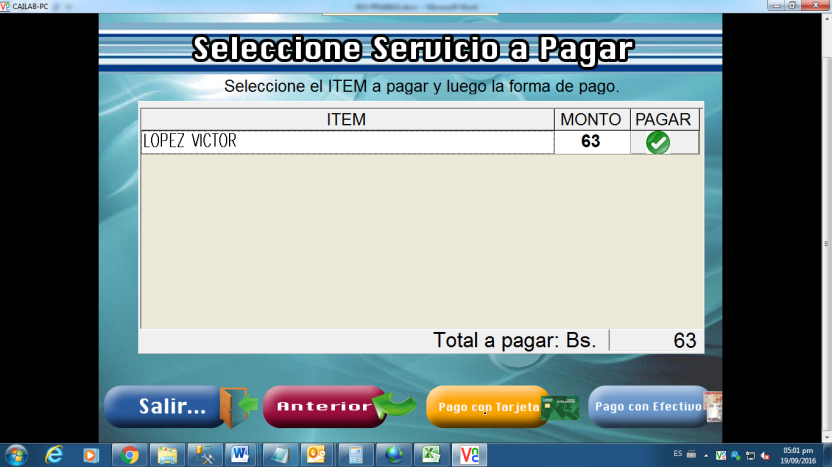 CAJLAB-PC
Seleccione Servicio a Pagar
Seleccione el ITEM a pagar y luego la forma de pago.
ITEM MONTO PAGAR
LOPEZ VICTOR 63
Total a pagar: Bs. 63
Salir... Anterior Pago con Tarjeta Pago con Efectivo
ES 05:01 pm
19/09/2016